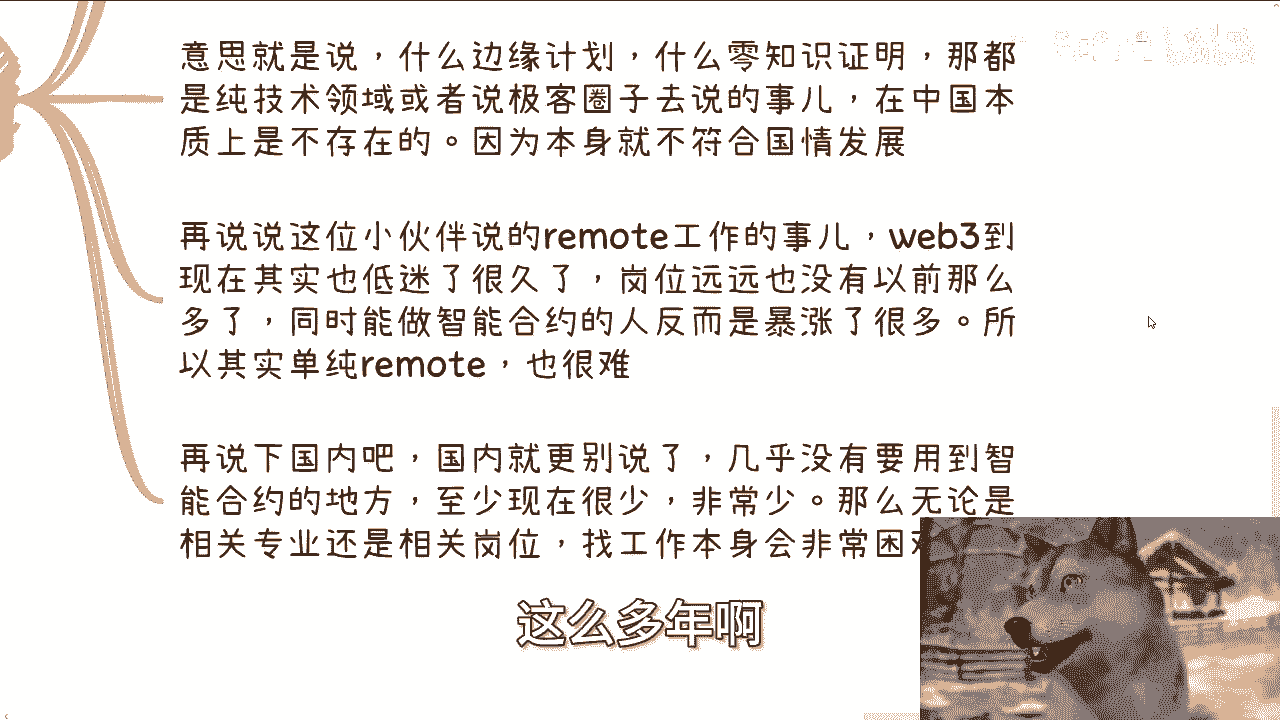 意思就是说，什么边缘计划，什么零知识证明，那都
是纯技术领域或者说极客圈子去说的事儿，在中国本
质上是不存在的。因为本身就不符合国情发展
再说说这位小伙伴说的remote工作的事儿，web3到
现在其实也低迷了很久了，岗位远远也没有以前那么
多了，同时能做智能合约的人反而是暴涨了很多。所
以其实单纯remote，也很难
再说下国内吧，国内就更别说了，几乎没有要用到智
能合约的地方，至少现在很少，非常少。那么无论是
相关专业还是相关岗位，找工作本身会非常困
这么多年啊